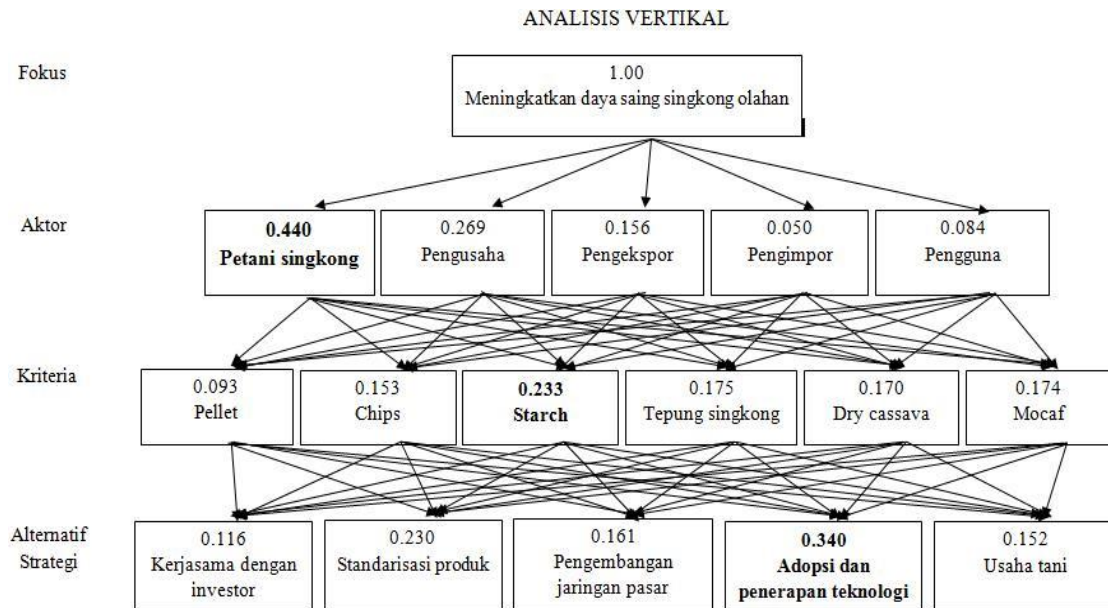 ANALISIS VERTIKAL
Fokus
1.00
Meningkatkan daya saing singkong olahan
Aktor
0.440
Petani singkong
0.269
Pengusaha
0.156
Pengekspor
0.050
Pengimpor
0.084
Pengguna
Kriteria
0.093
Pellet
0.153
Chips
0.233
Starch
0.175
Tepung singkong
0.170
Dry cassava
0.174
Mocaf
Alternatif
Strategi
0.116
Kerjasama dengan
investor
0.230
Standarisasi produk
0.161
Pengembangan
jaringan pasar
0.340
Adopsi dan
penerapan teknologi
0.152
Usaha tani